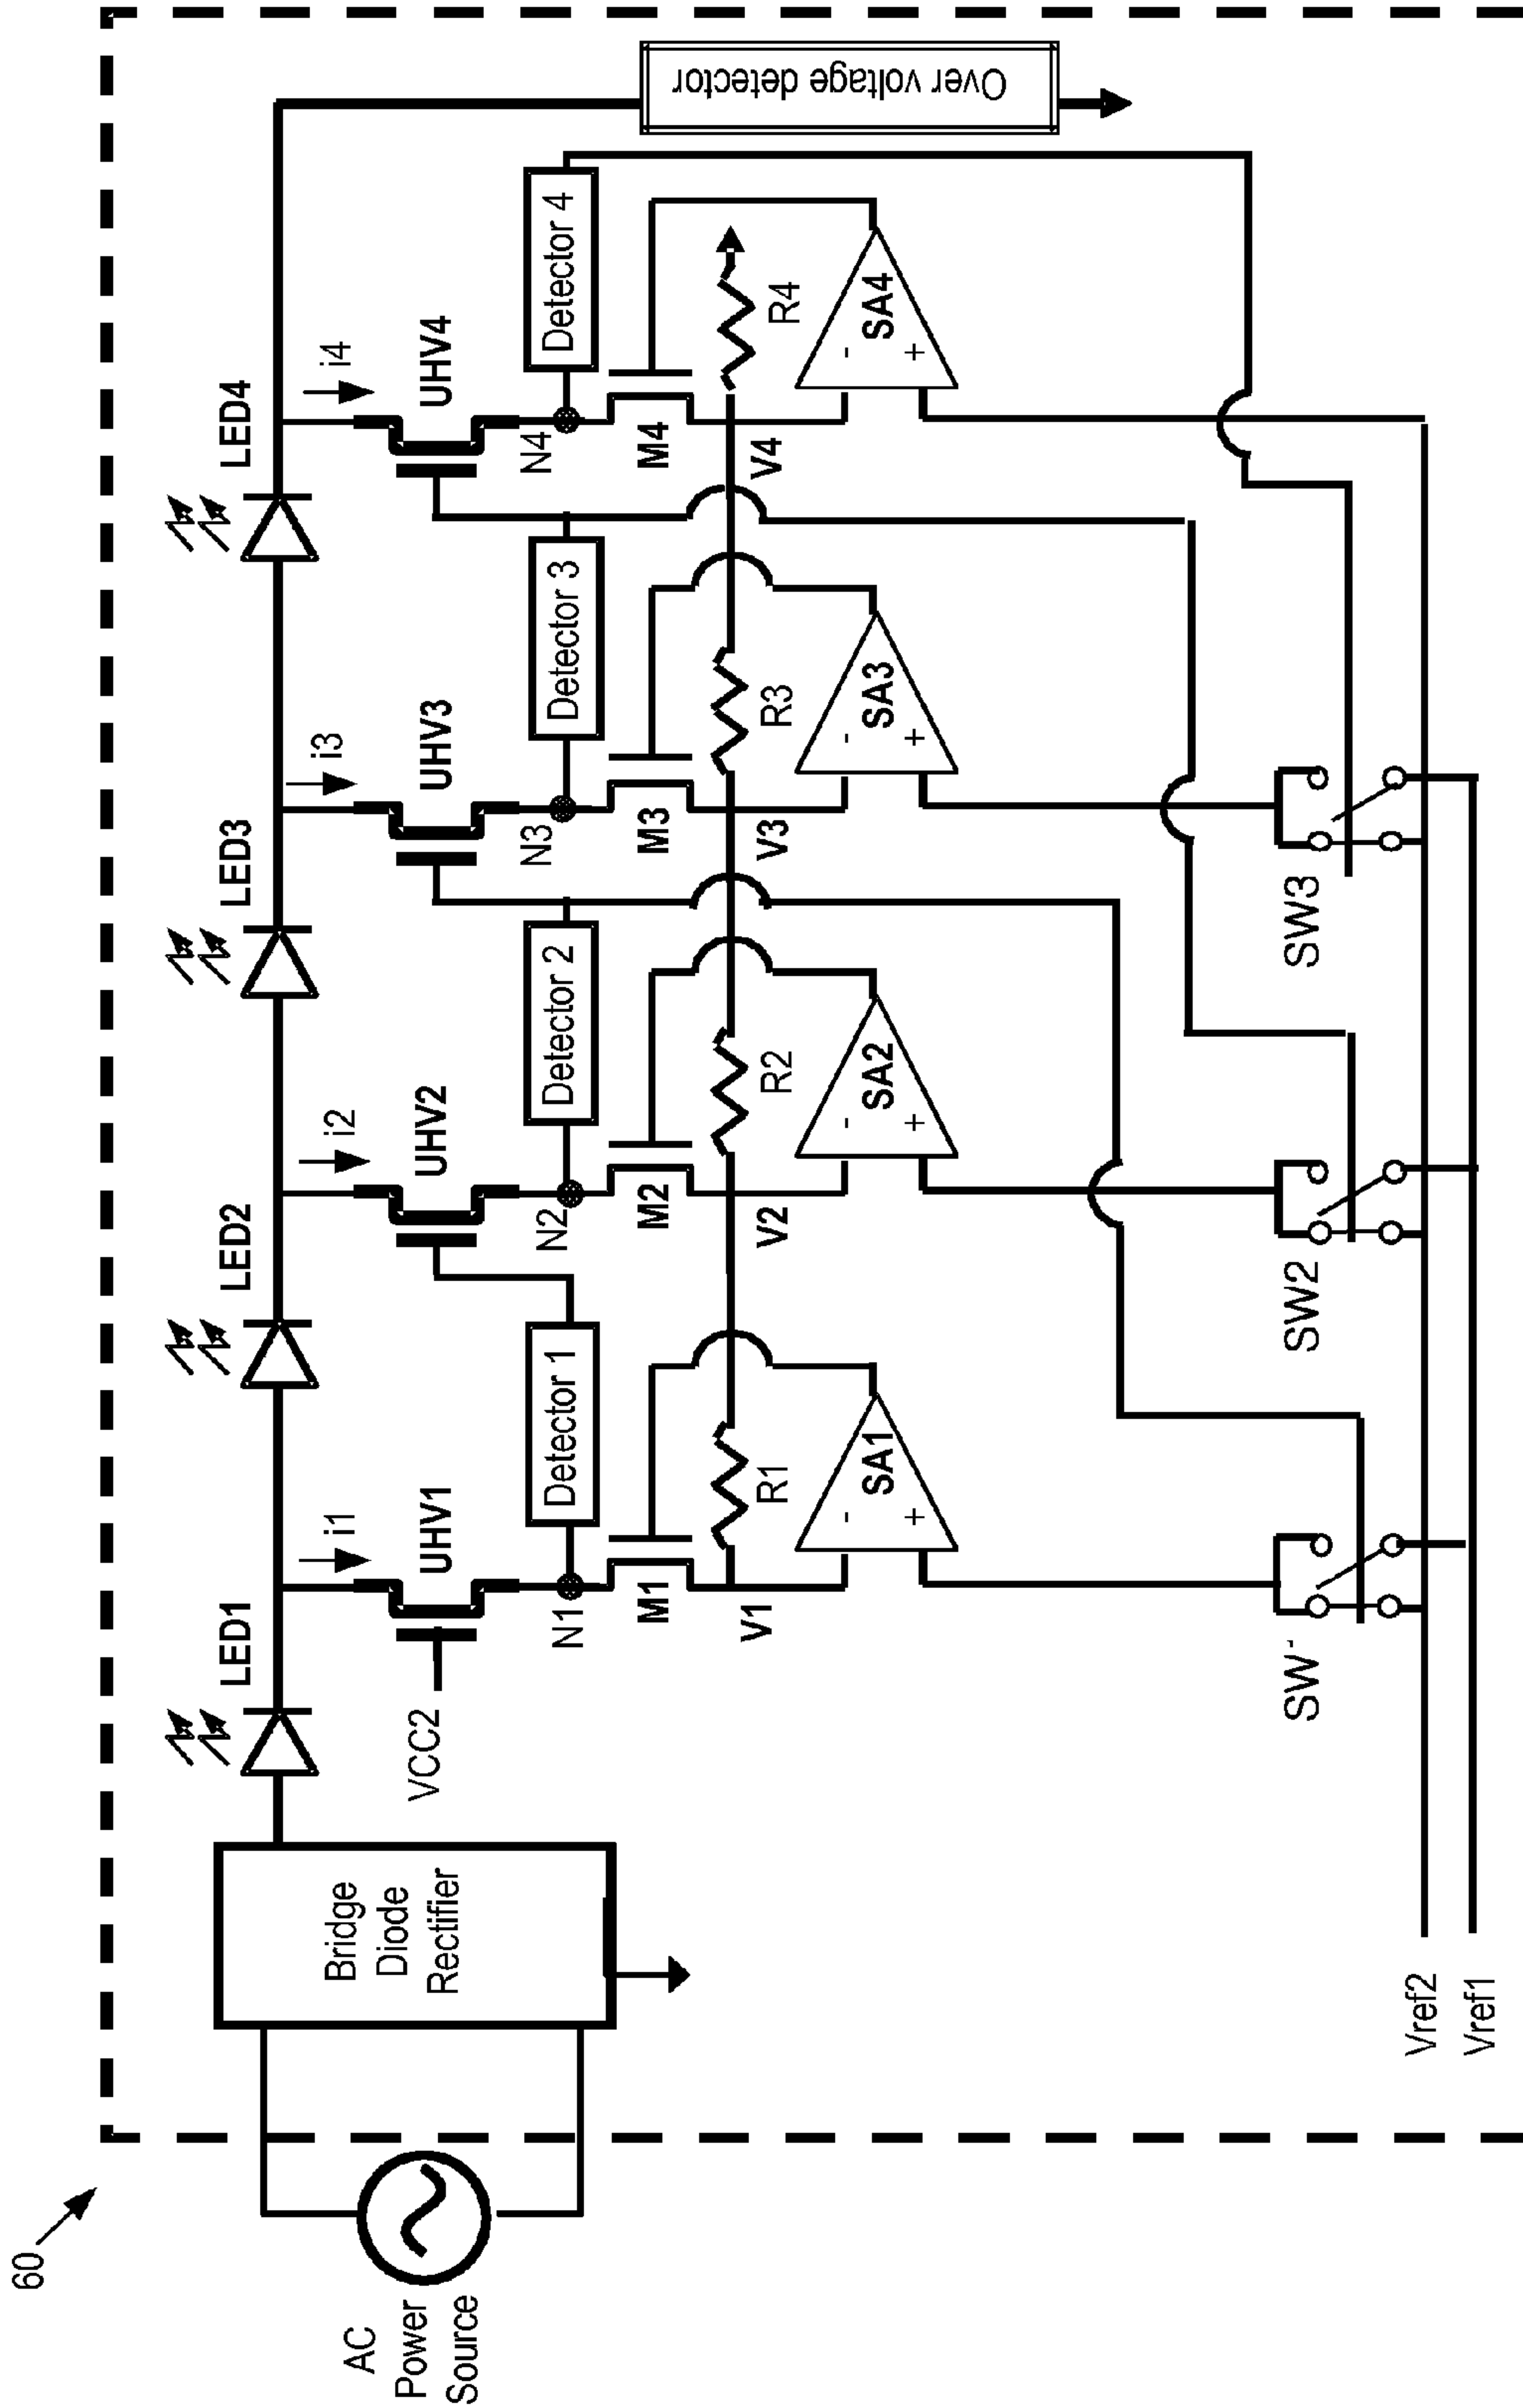 60
AC
Power
Source
Bridge
Diode
Rectifier
LED1
LED2
LED3
LED4
i1
i2
i3
i4
VCC2
UHV1
UHV2
UHV3
UHV4
N1
N2
N3
N4
Detector 1
Detector 2
Detector 3
Detector 4
Over voltage detector
M1
M2
M3
M4
V1
V2
V3
V4
R1
R2
R3
R4
- SA1 +
- SA2 +
- SA3 +
- SA4 +
SW
SW2
SW3
Vref2
Vref1